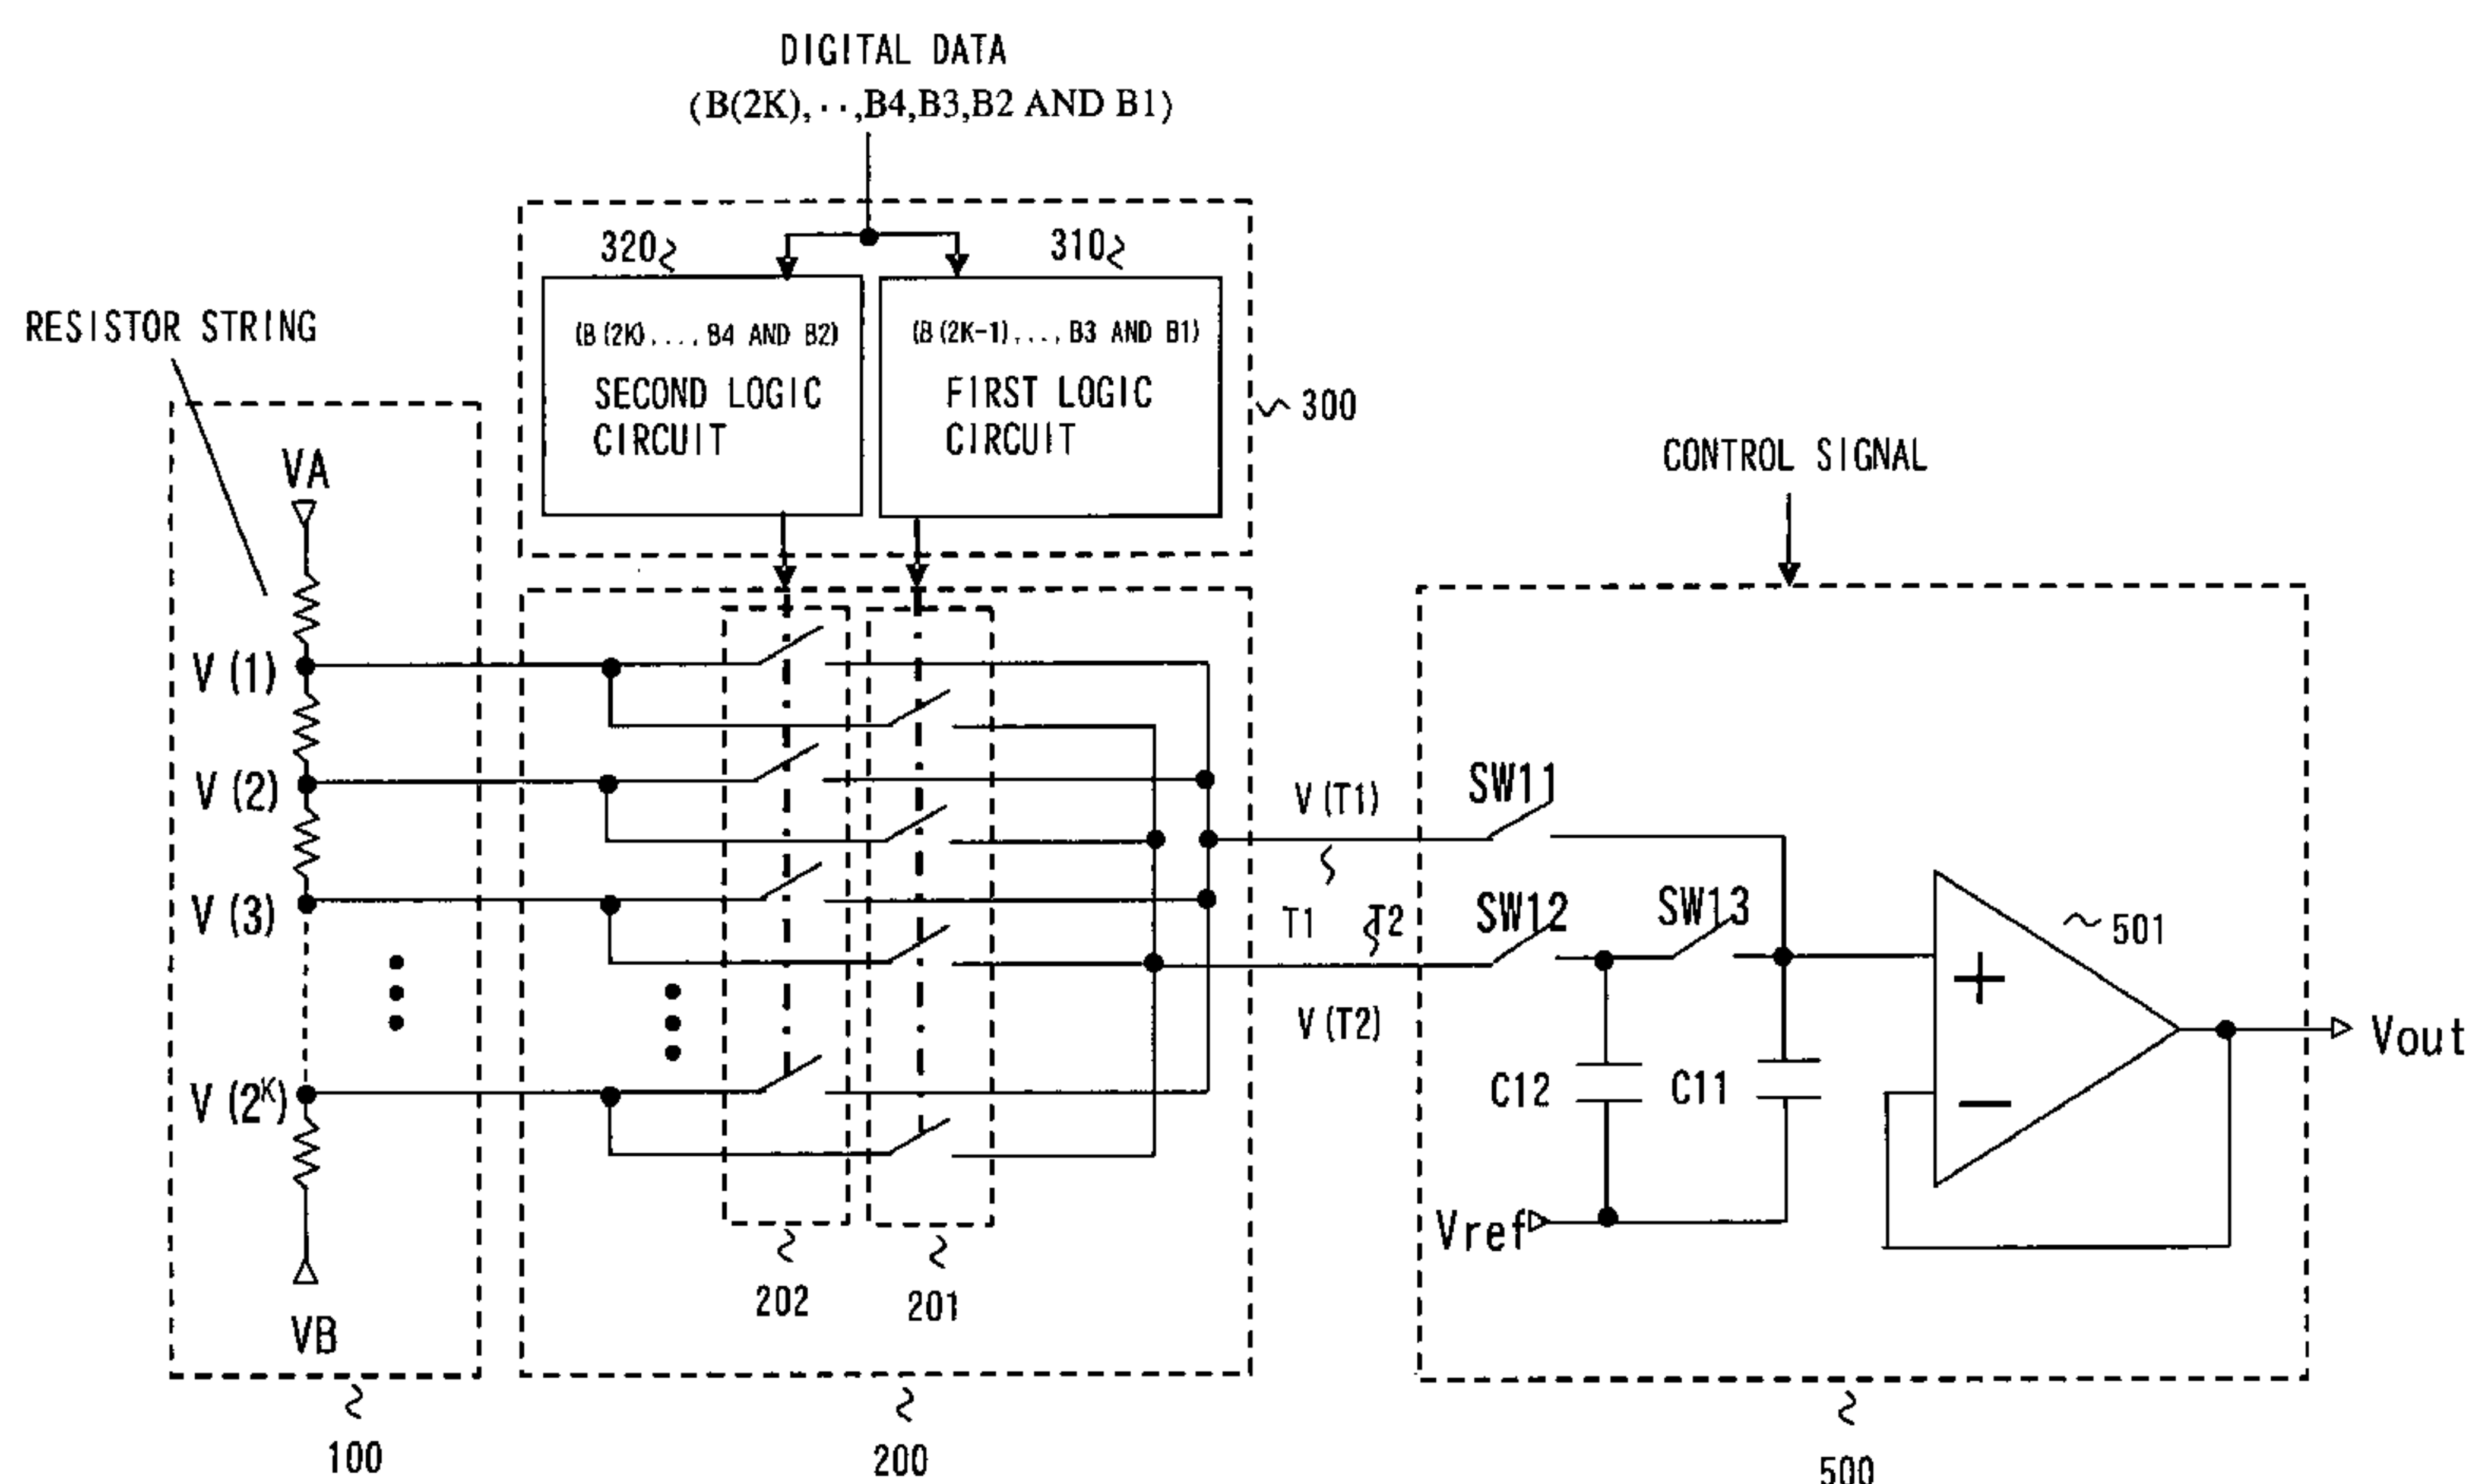 DIGITAL DATA
(B(2K), ··,B4,B3,B2 AND B1)
320
310
RESISTOR STRING
(B(2K),...,B4 AND B2)
SECOND LOGIC
CIRCUIT
(B(2K-1),...,B3 AND B1)
FIRST LOGIC
CIRCUIT
300
CONTROL SIGNAL
VA
V(1)
V(2)
V(3)
V(2^K)
VB
V(T1)
T1
T2
V(T2)
SW11
SW12
SW13
501
+
−
C12
C11
Vref
Vout
202
201
100
200
500